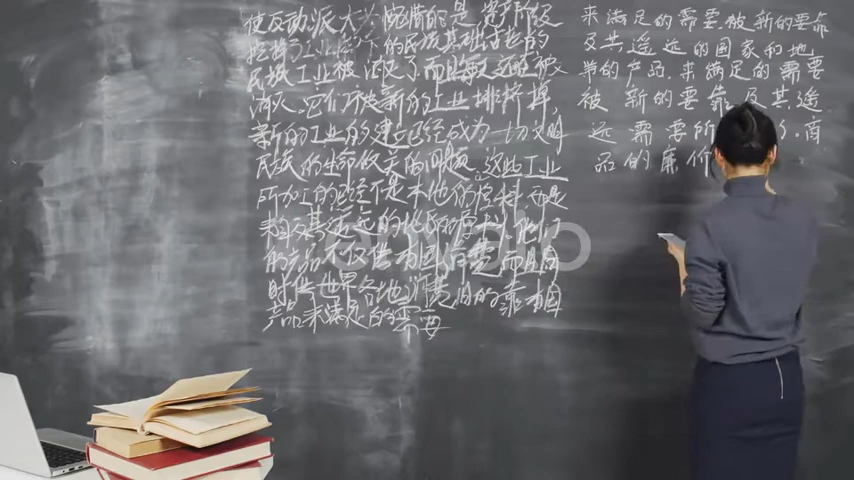 使反动派大为惋惜的是,资产阶级
挖掉了工业脚下的民族基础古老的
民族工业被消灭了而且每天还在被
消灭。它们被新的工业排挤掉,
新的工业的建立已经成为一切文明
民族的生命攸关的问题。这些工业
所加工的已经不是本地的原料而是
来自及其遥远的地区的原料。它们
的产品不仅供本国消费而且同
时供世界各地消费旧的靠
产品来满足的需要
来满足的需要,被新的要靠
及其遥远的国家和地
带的产品来满足的需要
被新的要靠及其遥
远需要所 了。商
品的廉价
envato